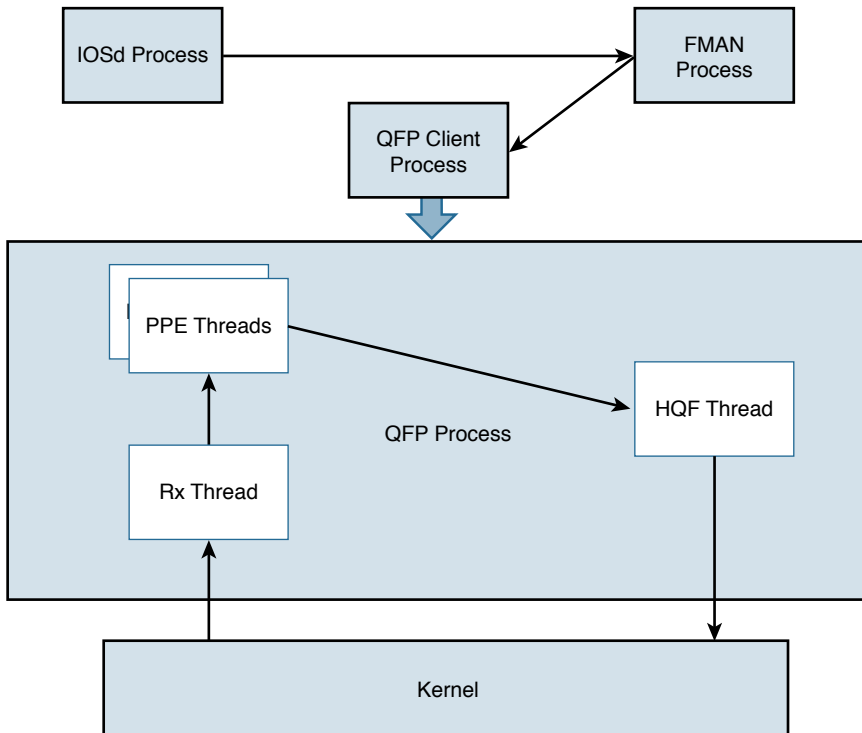 IOSd Process
FMAN
Process
QFP Client
Process
PPE Threads
HQF Thread
QFP Process
Rx Thread
Kernel